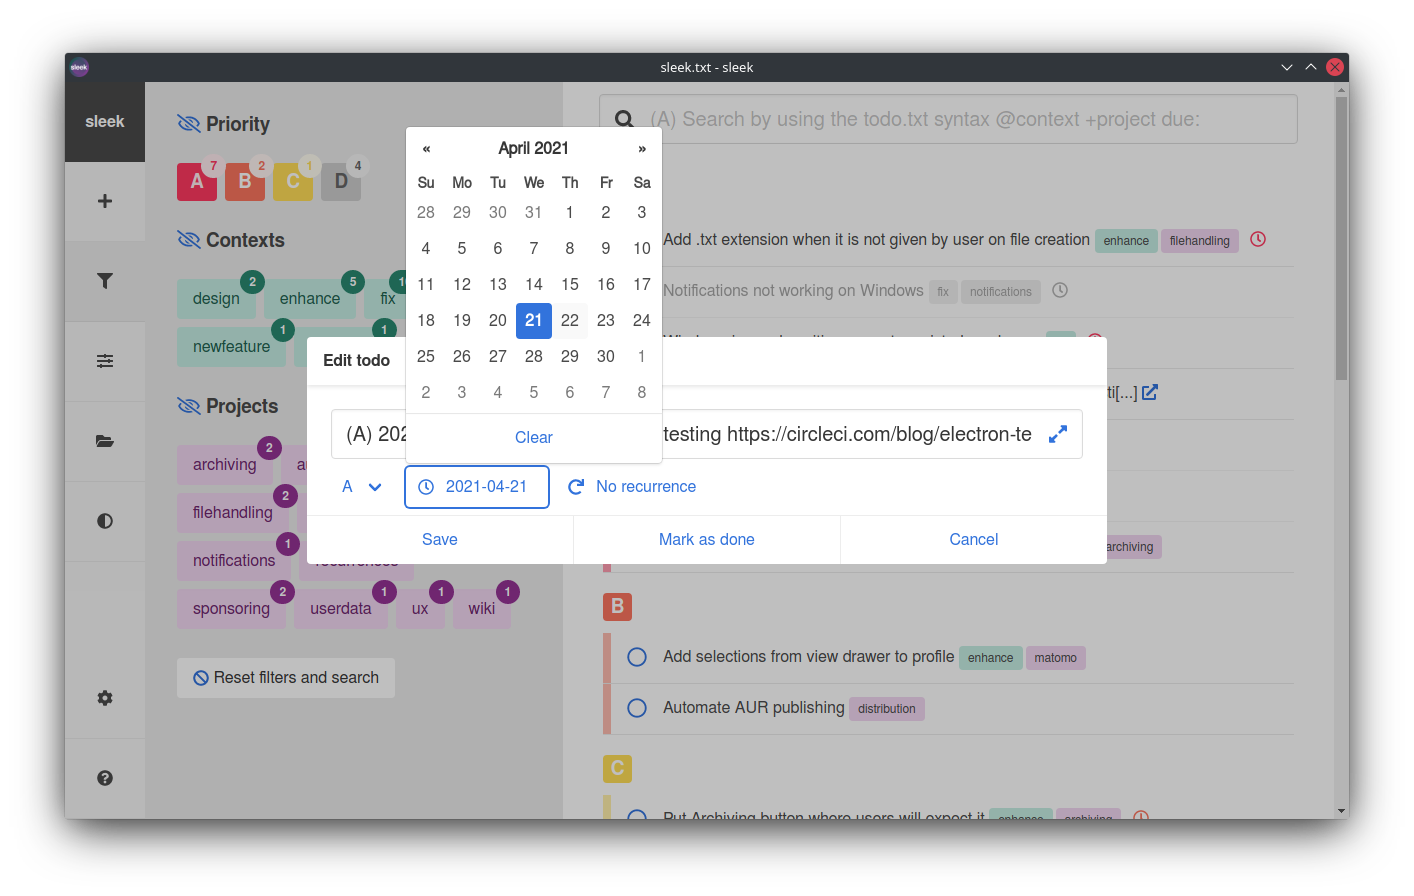 sleek
sleek.txt - sleek
sleek
Priority
A 7 B 2 C 1 D 4
Contexts
design 2 enhance 5 fix
newfeature 1 1
Projects
archiving 2
filehandling 2
notifications 1
sponsoring 2 userdata 1 ux 1 wiki 1
Reset filters and search
(A) Search by using the todo.txt syntax @context +project due:
« April 2021 »
Su Mo Tu We Th Fr Sa
28 29 30 31 1 2 3
4 5 6 7 8 9 10
11 12 13 14 15 16 17
18 19 20 21 22 23 24
25 26 27 28 29 30 1
2 3 4 5 6 7 8
Clear
Add .txt extension when it is not given by user on file creation enhance filehandling
Notifications not working on Windows fix notifications
ti[...]
Edit todo
(A) 202 testing https://circleci.com/blog/electron-te
A 2021-04-21 No recurrence
Save Mark as done Cancel
archiving
B
Add selections from view drawer to profile enhance matomo
Automate AUR publishing distribution
C
Put Archiving button where users will expect it enhance archiving